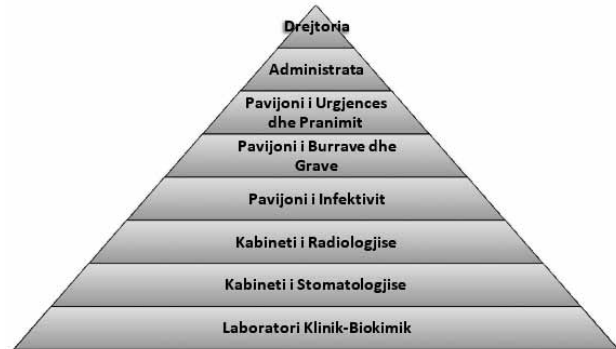 Drejtoria
Administrata
Pavijoni i Urgjences
dhe Pranimit
Pavijoni i Burrave dhe
Grave
Pavijoni i Infektivit
Kabineti i Radiologjise
Kabineti i Stomatologjise
Laboratori Klinik-Biokimik